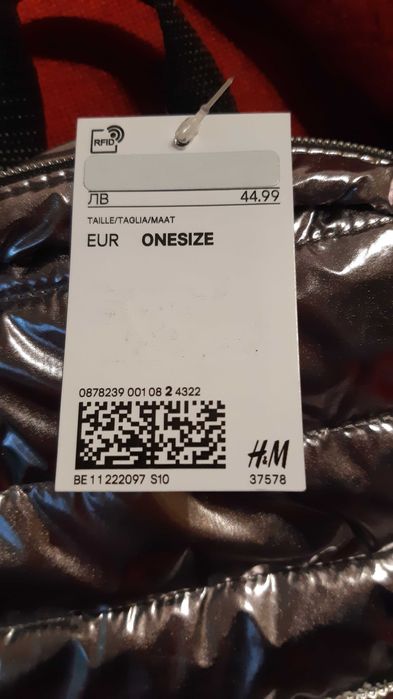 RFID
ЛВ 44.99
TAILLE/TAGLIA/MAAT
EUR ONESIZE
0878239 001 08 2 4322
H&M
BE 11 222097 S10 37578